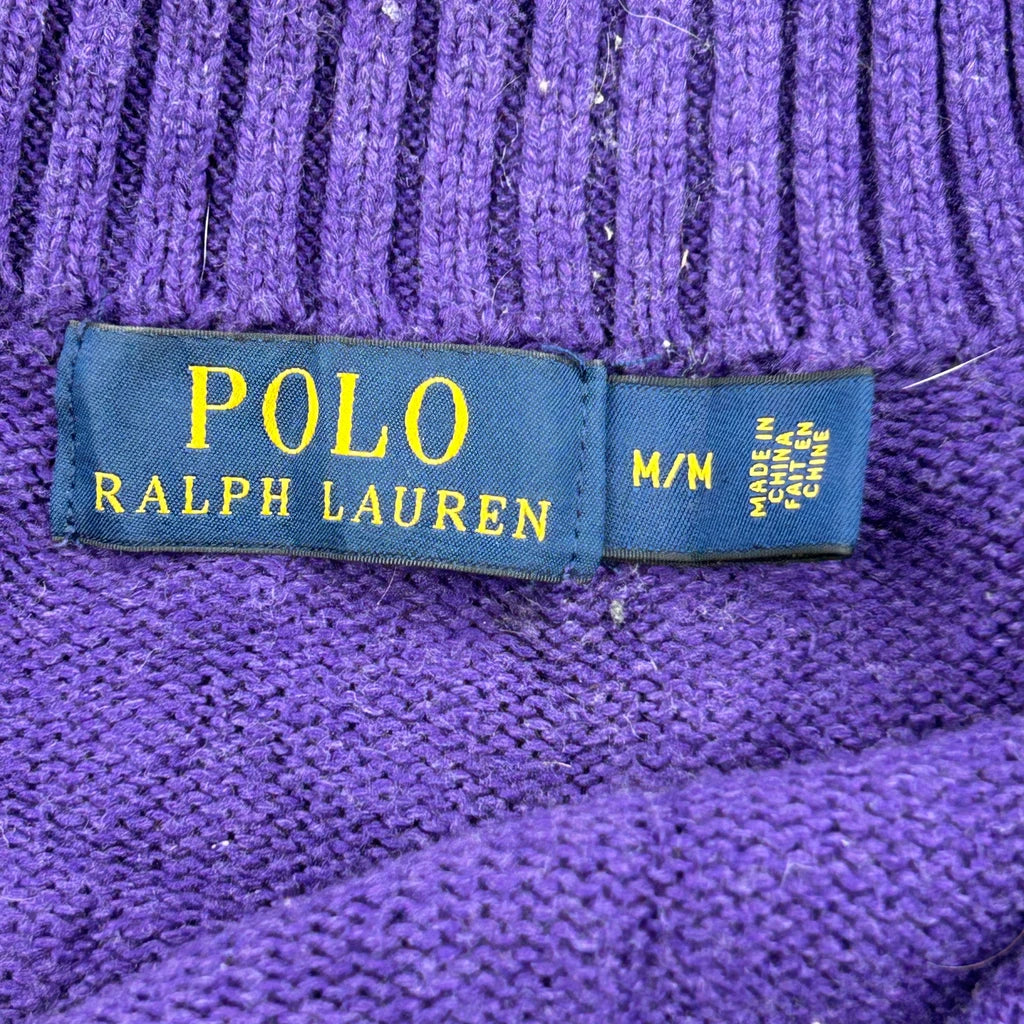 POLO
RALPH LAUREN
M/M
MADE IN
CHINA
FAIT EN
CHINE